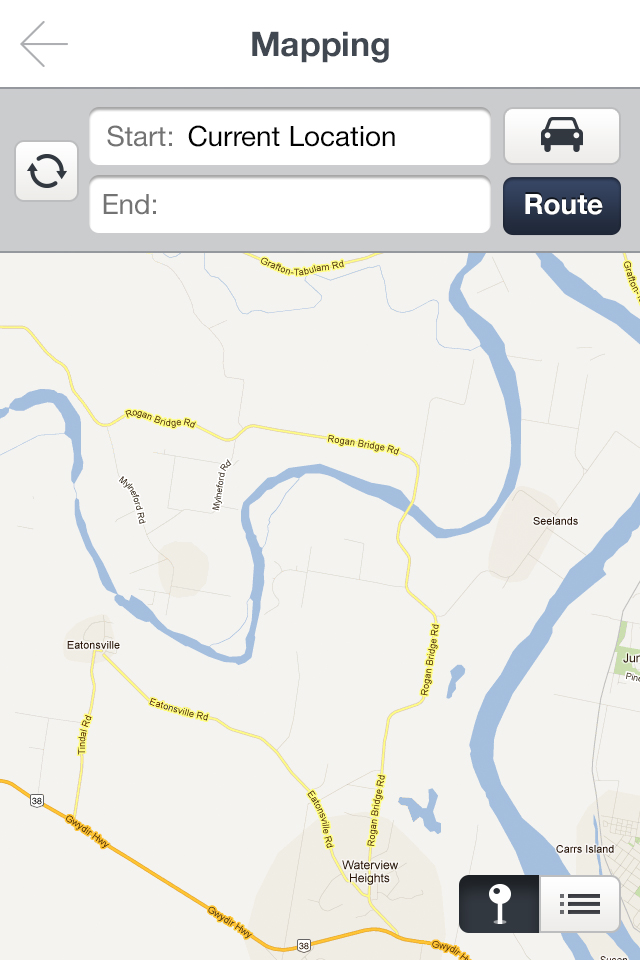 Mapping
Start: Current Location
End:
Route
Grafton-Tabulam Rd
Rogan Bridge Rd
Rogan Bridge Rd
Mylneford Rd
Mylneford Rd
Seelands
Eatonsville
Rogan Bridge Rd
Eatonsville Rd
Tindal Rd
38
Gwydir Hwy
Eatonsville Rd
Rogan Bridge Rd
Carrs Island
Waterview
Heights
Gwydir Hwy
38